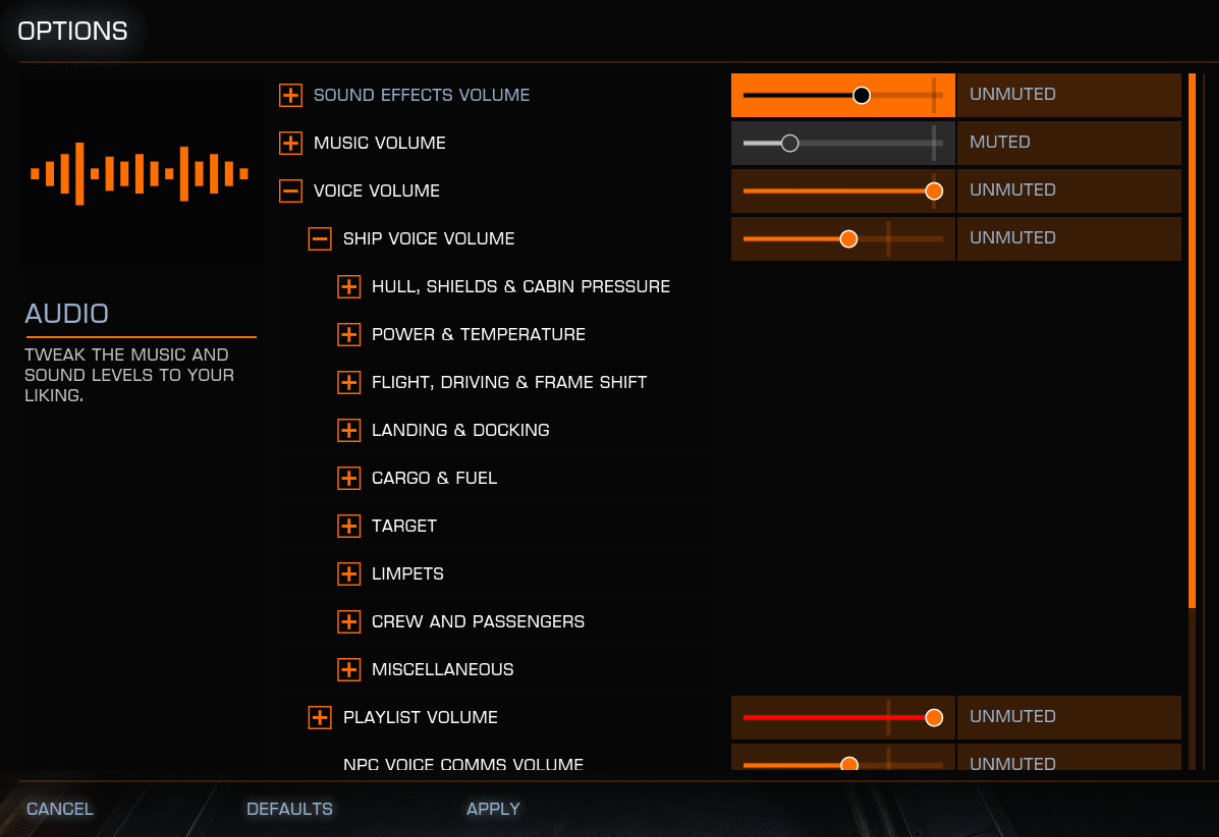 OPTIONS
AUDIO
TWEAK THE MUSIC AND
SOUND LEVELS TO YOUR
LIKING.
SOUND EFFECTS VOLUME UNMUTED
MUSIC VOLUME MUTED
VOICE VOLUME UNMUTED
SHIP VOICE VOLUME UNMUTED
HULL, SHIELDS & CABIN PRESSURE
POWER & TEMPERATURE
FLIGHT, DRIVING & FRAME SHIFT
LANDING & DOCKING
CARGO & FUEL
TARGET
LIMPETS
CREW AND PASSENGERS
MISCELLANEOUS
PLAYLIST VOLUME UNMUTED
NPC VOICE COMMS VOLUME UNMUTED
CANCEL DEFAULTS APPLY